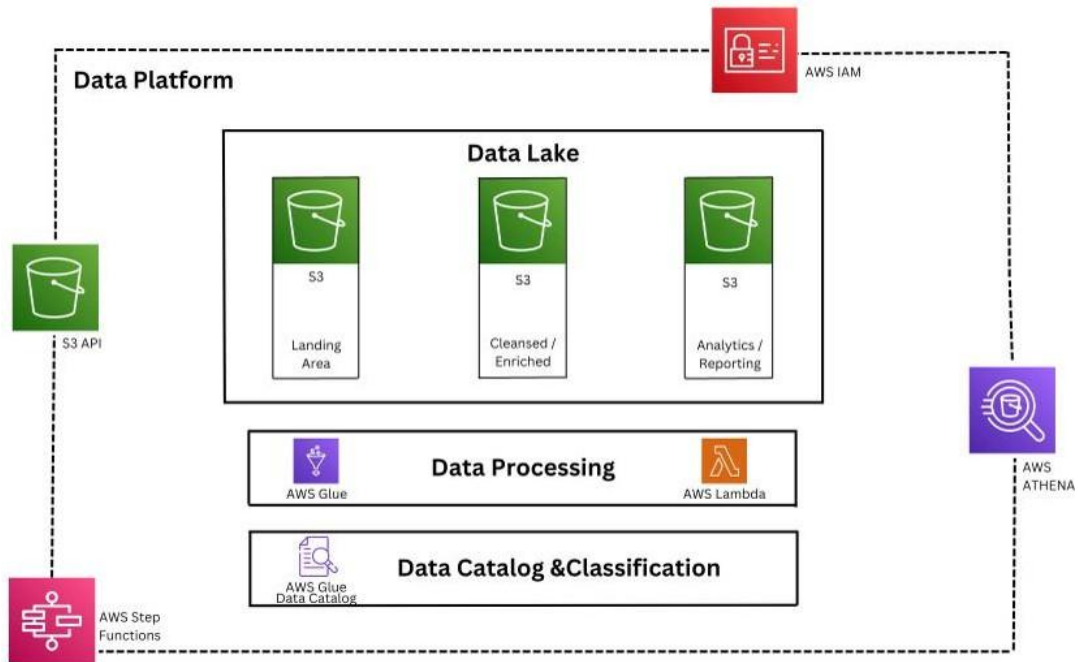 AWS IAM
Data Platform
Data Lake
S3
S3
S3
Landing
Area
Cleansed /
Enriched
Analytics /
Reporting
S3 API
AWS
ATHENA
Data Processing
AWS Glue
AWS Lambda
Data Catalog &Classification
AWS Glue
Data Catalog
AWS Step
Functions